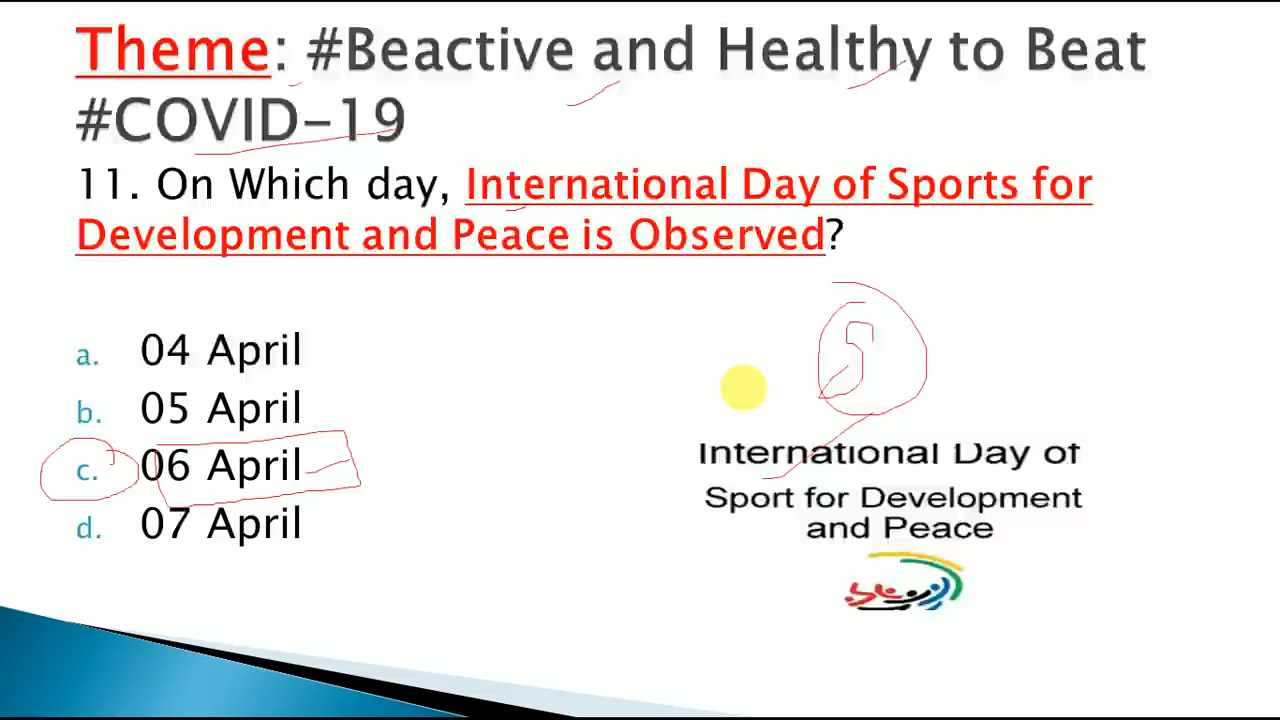 Theme: #Beactive and Healthy to Beat
#COVID-19
11. On Which day, International Day of Sports for
Development and Peace is Observed?
a. 04 April
b. 05 April
c. 06 April
d. 07 April
International Day of
Sport for Development
and Peace